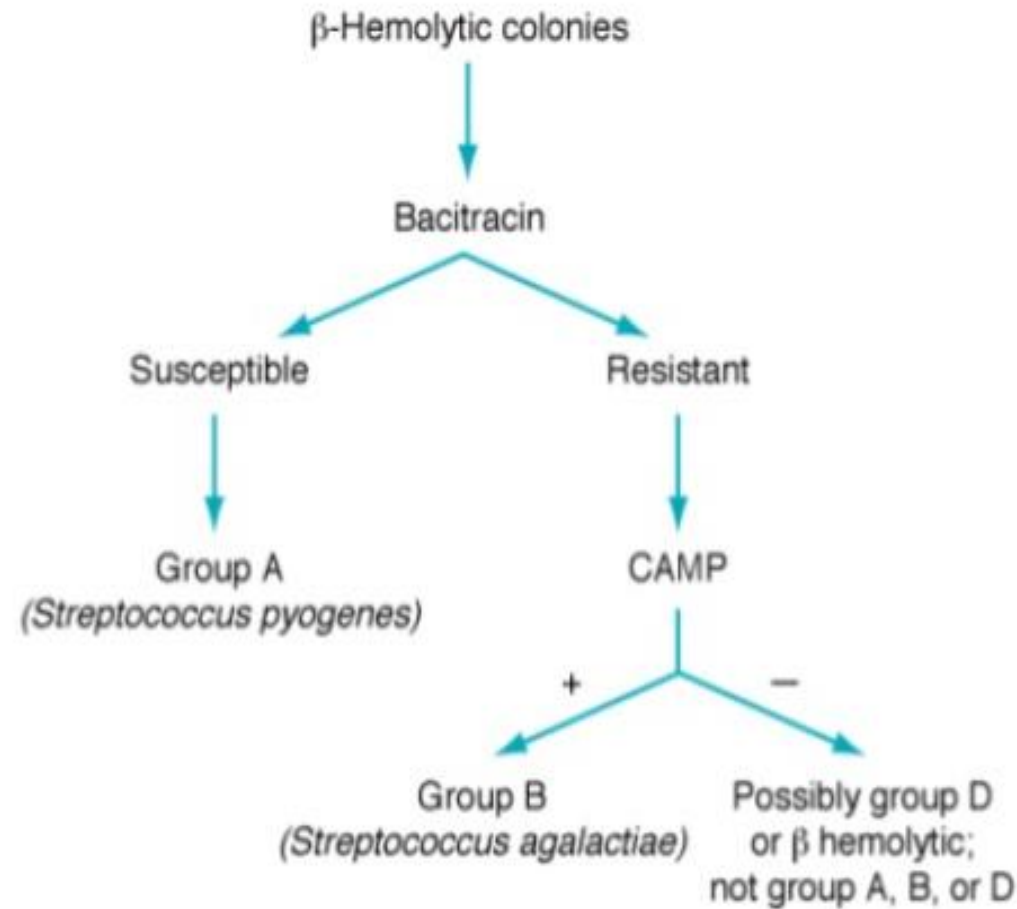 β-Hemolytic colonies
Bacitracin
Susceptible
Resistant
Group A
(Streptococcus pyogenes)
CAMP
+
–
Group B
(Streptococcus agalactiae)
Possibly group D
or β hemolytic;
not group A, B, or D